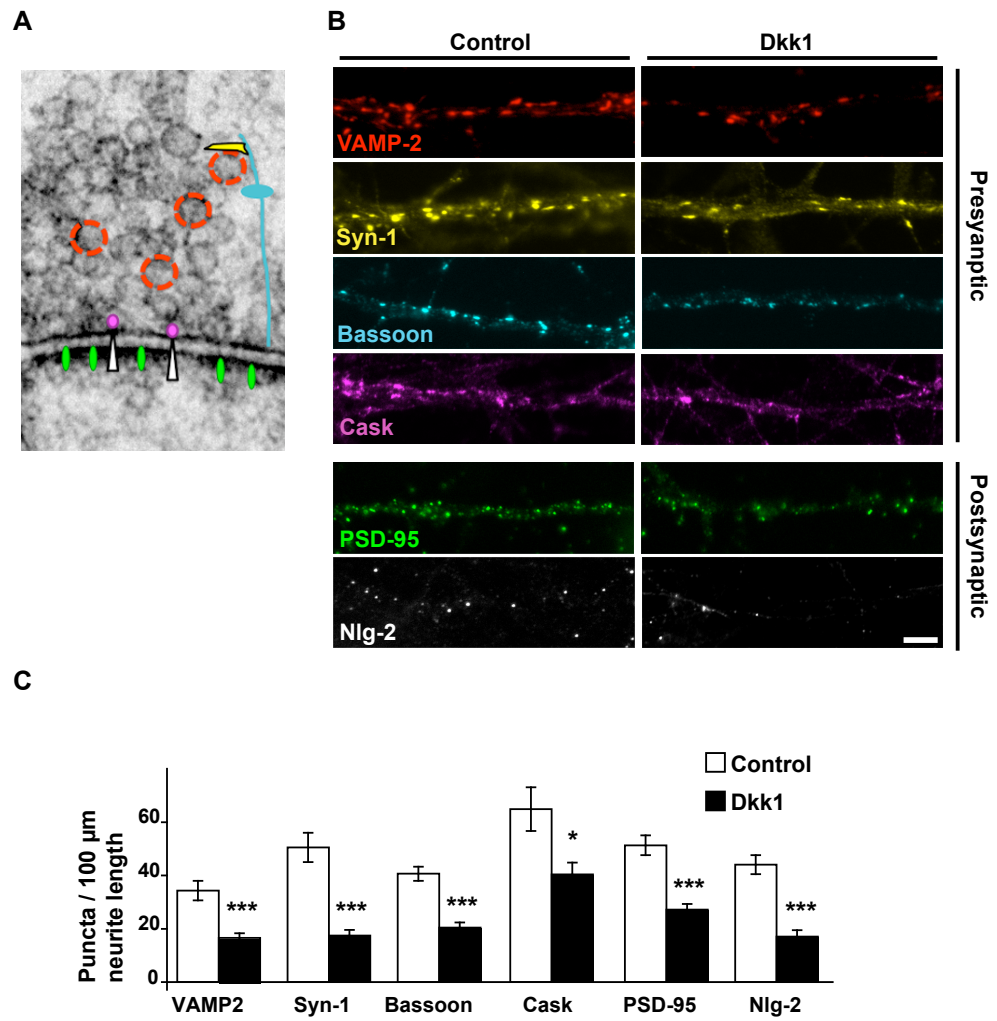 A
B
Control
Dkk1
VAMP-2
Syn-1
Bassoon
Cask
PSD-95
Nlg-2
Presyanptic
Postsynaptic
C
Control
Dkk1
Puncta / 100 µm
neurite length
60
40
20
0
*
***
***
***
***
***
VAMP2
Syn-1
Bassoon
Cask
PSD-95
Nlg-2